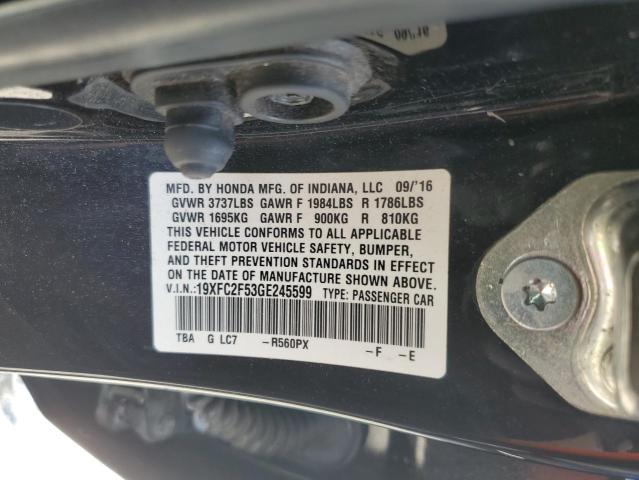 MFD. BY HONDA MFG. OF INDIANA, LLC 09/'16
GVWR 3737LBS GAWR F 1984LBS R 1786LBS
GVWR 1695KG GAWR F 900KG R 810KG
THIS VEHICLE CONFORMS TO ALL APPLICABLE
FEDERAL MOTOR VEHICLE SAFETY, BUMPER,
AND THEFT PREVENTION STANDARDS IN EFFECT
ON THE DATE OF MANUFACTURE SHOWN ABOVE.
V.I.N.:19XFC2F53GE245599 TYPE: PASSENGER CAR
TBA G LC7 -R560PX -F -E